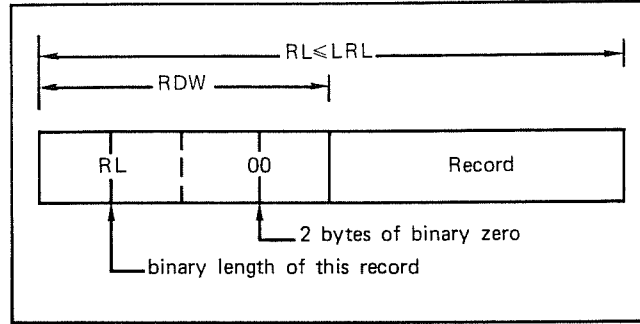 RL≤LRL
RDW
RL 00 Record
2 bytes of binary zero
binary length of this record